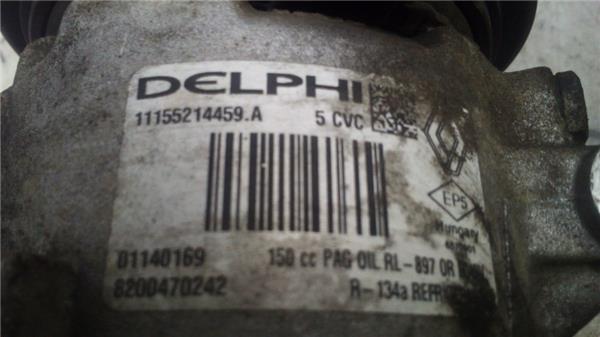 DELPHI
11155214459.A 5 CVC
EPS
Hungary
01140169 150 cc PAG OIL RL-897 OR
8200470242 R-134a